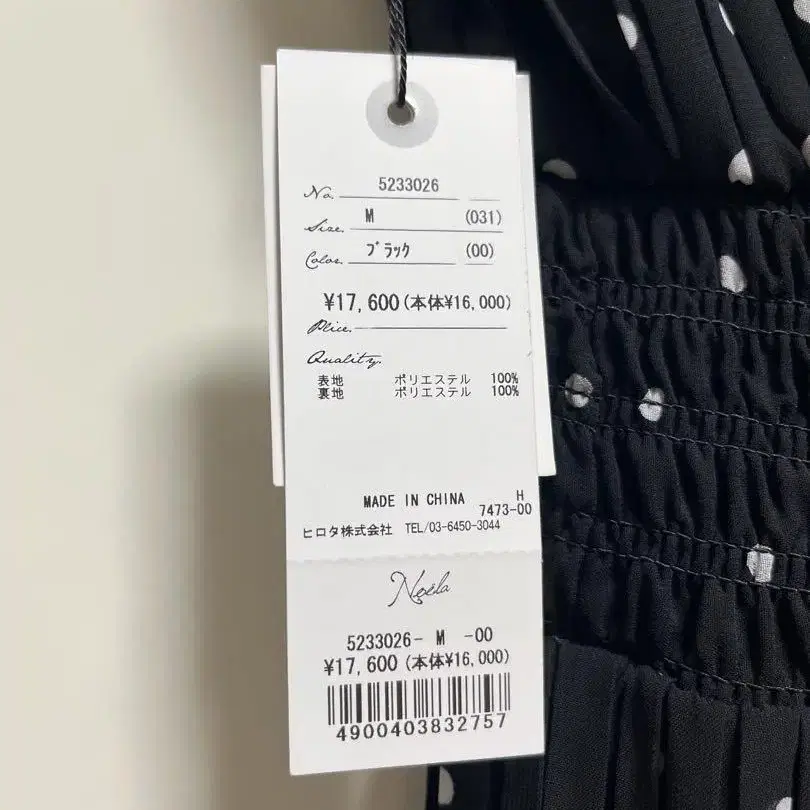 No. 5233026
Size. M (031)
Color. ﾌﾞﾗｯｸ (00)
¥17,600(本体¥16,000)
Plice.
Quality.
表地 ポリエステル 100%
裏地 ポリエステル 100%
MADE IN CHINA H
7473-00
ヒロタ株式会社 TEL/03-6450-3044
Noëla
5233026- M -00
¥17,600(本体¥16,000)
4900403832757